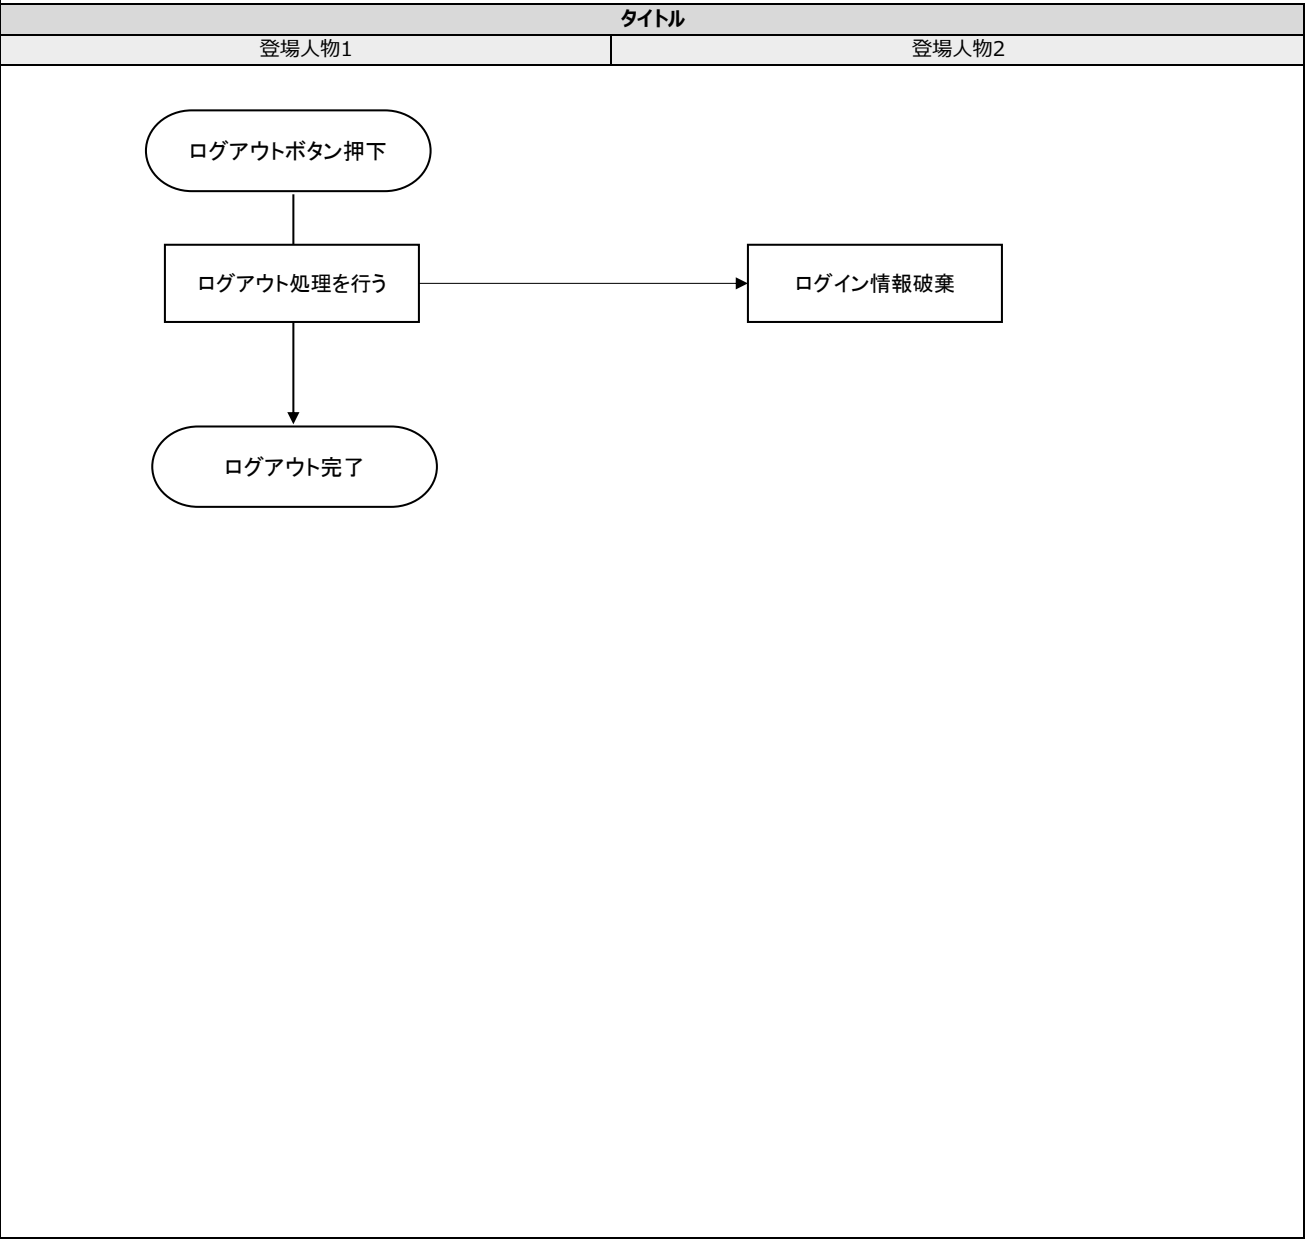 タイトル
登場人物1
登場人物2
ログアウトボタン押下
ログアウト処理を行う
ログイン情報破棄
ログアウト完了